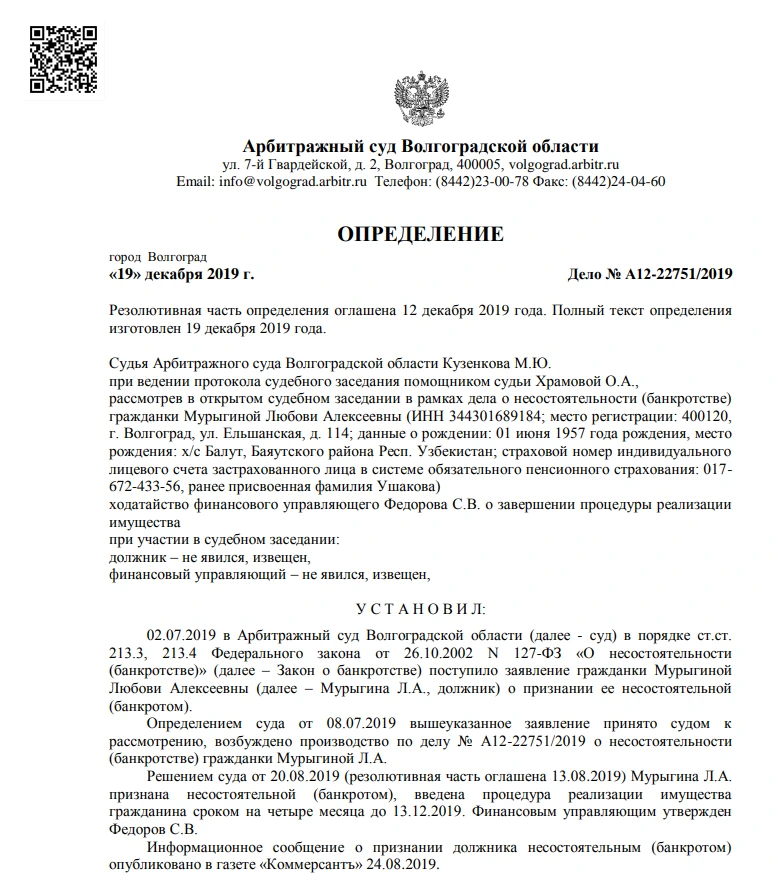 Арбитражный суд Волгоградской области
ул. 7-й Гвардейской, д. 2, Волгоград, 400005, volgograd.arbitr.ru
Email: info@volgograd.arbitr.ru Телефон: (8442)23-00-78 Факс: (8442)24-04-60
ОПРЕДЕЛЕНИЕ
город Волгоград
«19» декабря 2019 г. Дело № А12-22751/2019
Резолютивная часть определения оглашена 12 декабря 2019 года. Полный текст определения
изготовлен 19 декабря 2019 года.
Судья Арбитражного суда Волгоградской области Кузенкова М.Ю.
при ведении протокола судебного заседания помощником судьи Храмовой О.А.,
рассмотрев в открытом судебном заседании в рамках дела о несостоятельности (банкротстве)
гражданки Мурыгиной Любови Алексеевны (ИНН 344301689184; место регистрации: 400120,
г. Волгоград, ул. Ельшанская, д. 114; данные о рождении: 01 июня 1957 года рождения, место
рождения: х/с Балут, Баяутского района Респ. Узбекистан; страховой номер индивидуального
лицевого счета застрахованного лица в системе обязательного пенсионного страхования: 017-
672-433-56, ранее присвоенная фамилия Ушакова)
ходатайство финансового управляющего Федорова С.В. о завершении процедуры реализации
имущества
при участии в судебном заседании:
должник – не явился, извещен,
финансовый управляющий – не явился, извещен,
У С Т А Н О В И Л:
02.07.2019 в Арбитражный суд Волгоградской области (далее - суд) в порядке ст.ст.
213.3, 213.4 Федерального закона от 26.10.2002 N 127-ФЗ «О несостоятельности
(банкротстве)» (далее – Закон о банкротстве) поступило заявление гражданки Мурыгиной
Любови Алексеевны (далее – Мурыгина Л.А., должник) о признании ее несостоятельной
(банкротом).
Определением суда от 08.07.2019 вышеуказанное заявление принято судом к
рассмотрению, возбуждено производство по делу № А12-22751/2019 о несостоятельности
(банкротстве) гражданки Мурыгиной Л.А.
Решением суда от 20.08.2019 (резолютивная часть оглашена 13.08.2019) Мурыгина Л.А.
признана несостоятельной (банкротом), введена процедура реализации имущества
гражданина сроком на четыре месяца до 13.12.2019. Финансовым управляющим утвержден
Федоров С.В.
Информационное сообщение о признании должника несостоятельным (банкротом)
опубликовано в газете «Коммерсантъ» 24.08.2019.